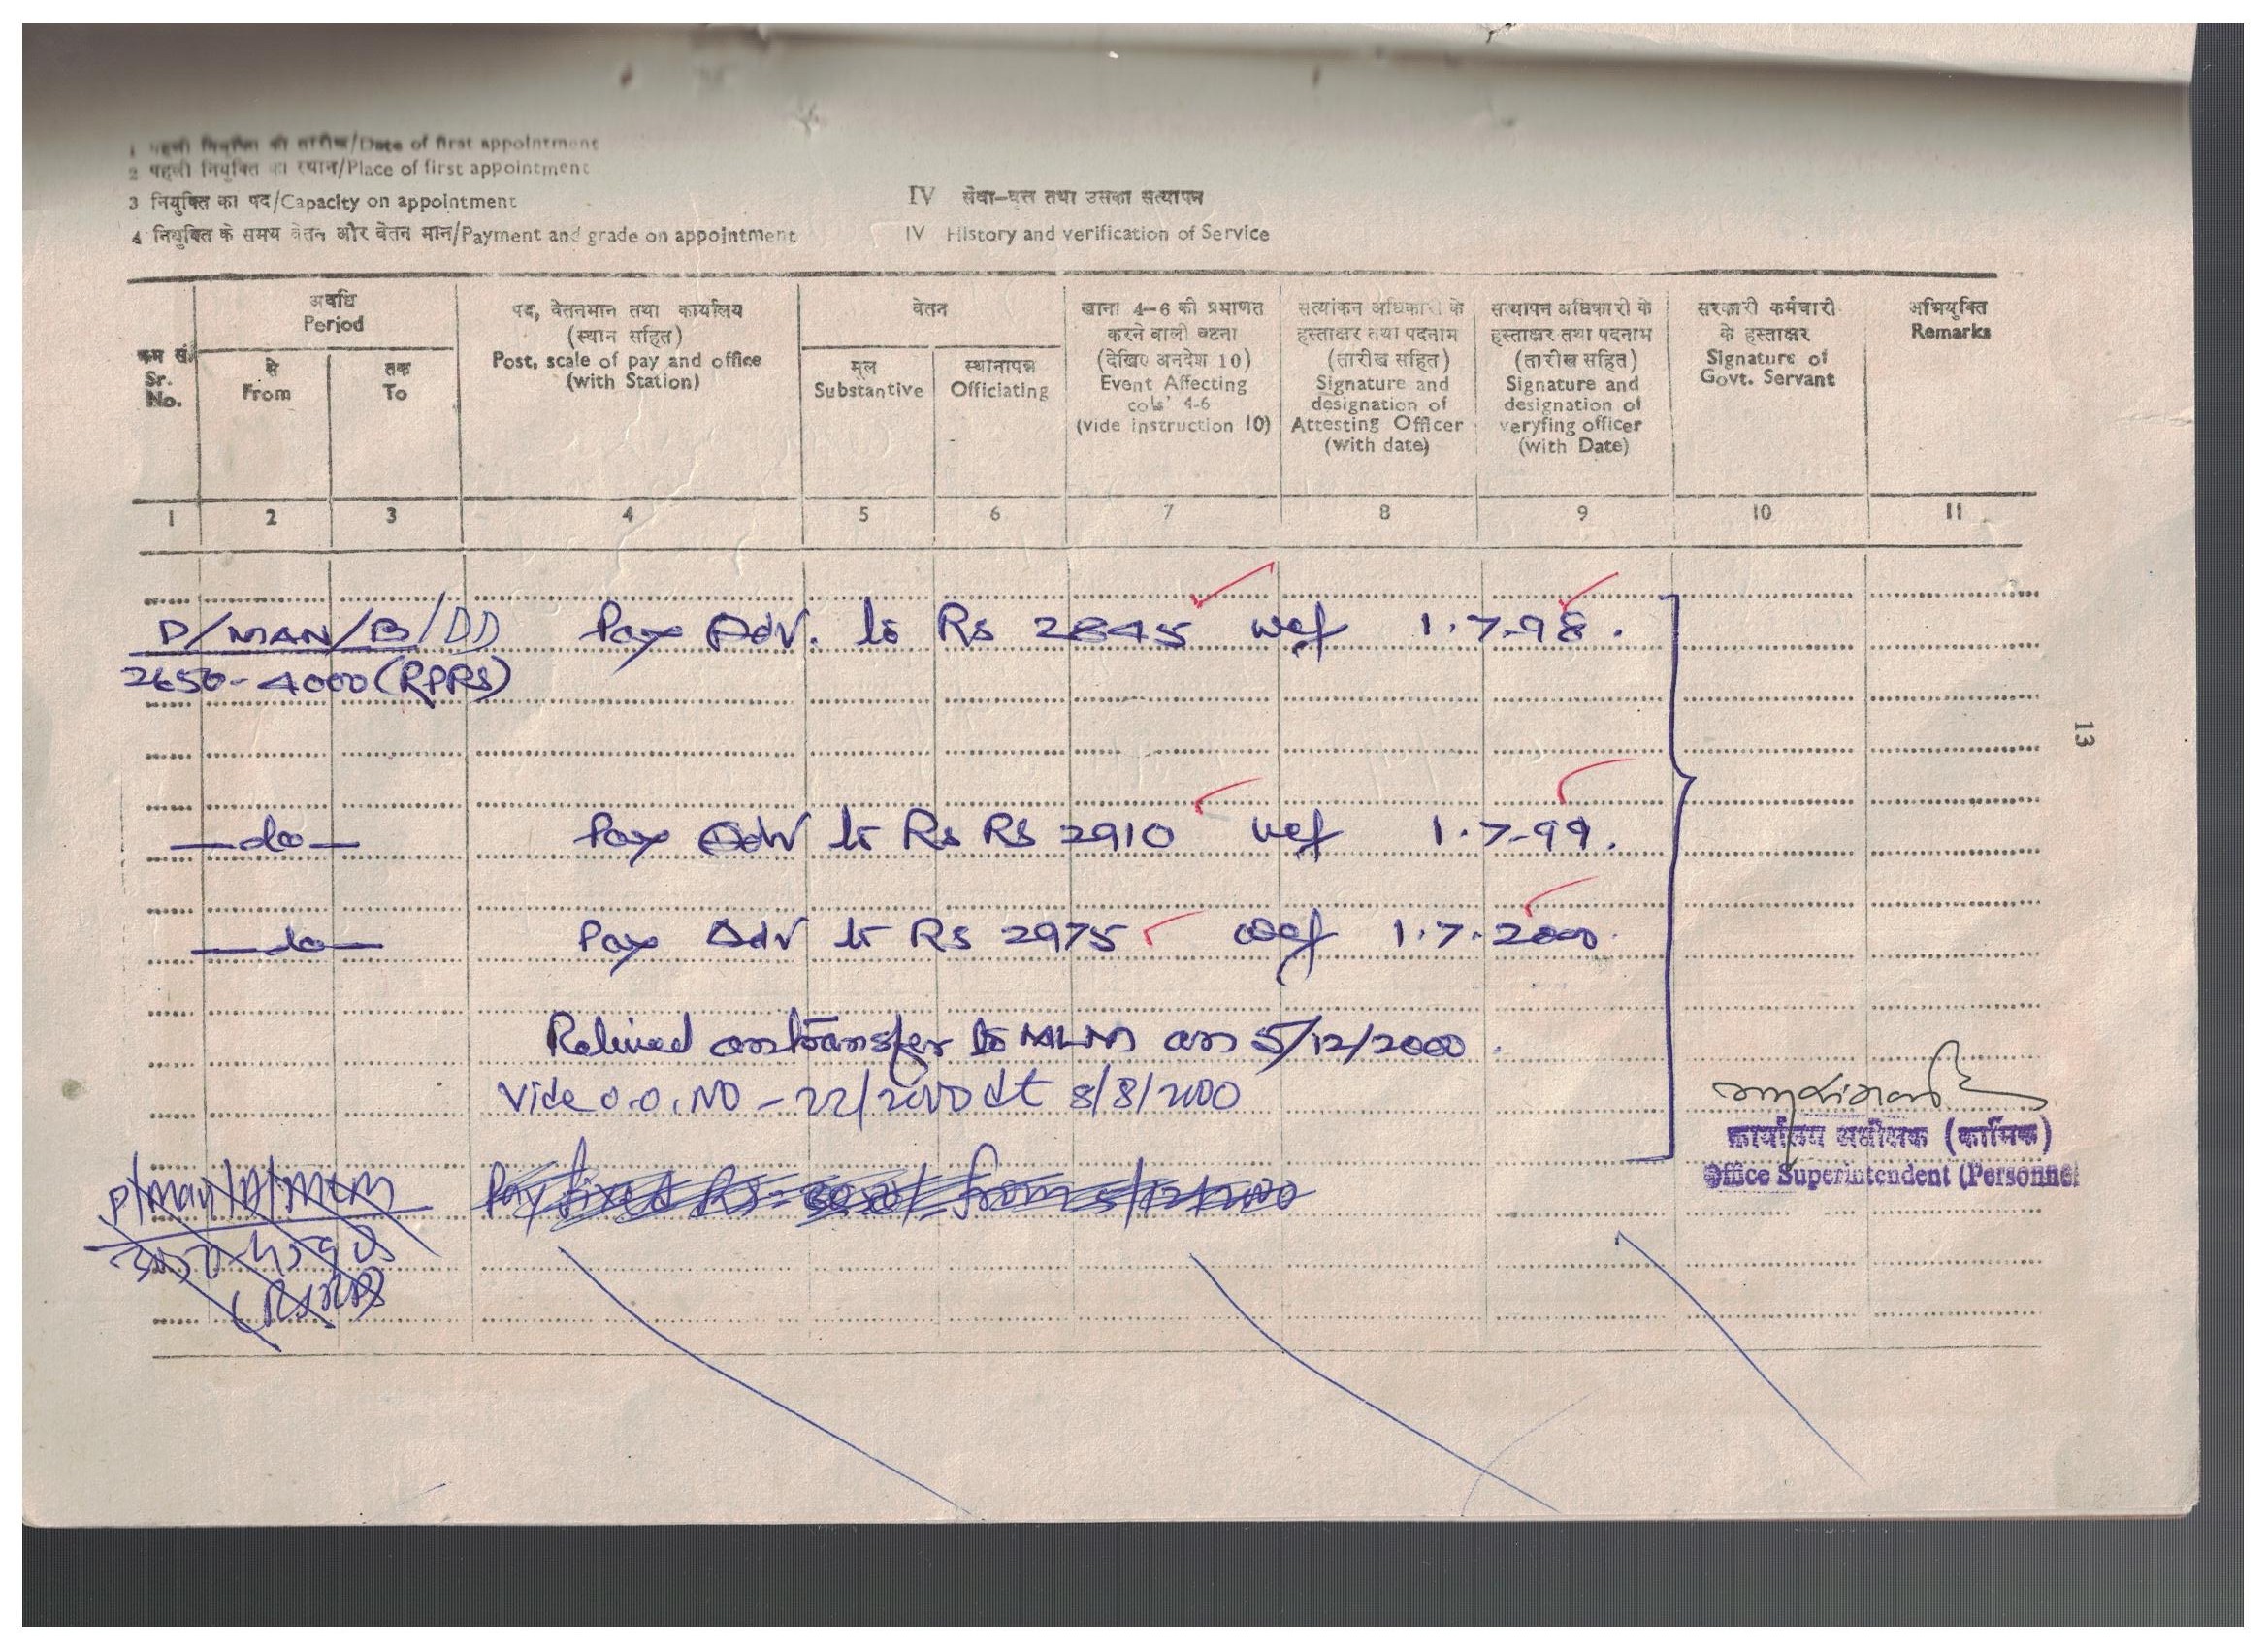 1 पहली नियुक्ति की तारीख/Date of first appointment
2 पहली नियुक्ति का स्थान/Place of first appointment
3 नियुक्ति का पद/Capacity on appointment
4 नियुक्ति के समय वेतन और वेतन मान/Payment and grade on appointment
IV सेवा-वृत्त तथा उसका सत्यापन
IV History and verification of Service
क्रम सं.
Sr.
No.
अवधि
Period
से
From
तक
To
पद, वेतनमान तथा कार्यालय
(स्थान सहित)
Post, scale of pay and office
(with Station)
वेतन
मूल
Substantive
स्थानापन्न
Officiating
खाना 4-6 की प्रमाणत
करने वाली घटना
(देखिए अनदेश 10)
Event Affecting
cols' 4-6
(vide instruction 10)
सत्यांकन अधिकारी के
हस्ताक्षर तथा पदनाम
(तारीख सहित)
Signature and
designation of
Attesting Officer
(with date)
सत्यापन अधिकारी के
हस्ताक्षर तथा पदनाम
(तारीख सहित)
Signature and
designation of
veryfing officer
(with Date)
सरकारी कर्मचारी
के हस्ताक्षर
Signature of
Govt. Servant
अभियुक्ति
Remarks
1 2 3 4 5 6 7 8 9 10 11
P/MAN/B/DD Pay Adv. to Rs 2845 wef 1.7.98.
2650-4000 (RPRS)
13
—do— Pay Adv to Rs RS 2910 wef 1.7.99.
—do— Pay Adv to Rs 2975 wef 1.7.2000.
Relived on transfer to MLM on 5/12/2000.
Vide o.o. NO - 22/2000 dt 8/8/2000
कार्यालय अधीक्षक (कार्मिक)
Office Superintendent (Personnel
P/Man/A/MLM Pay fixed Rs- 3050/ from 5/12/2000